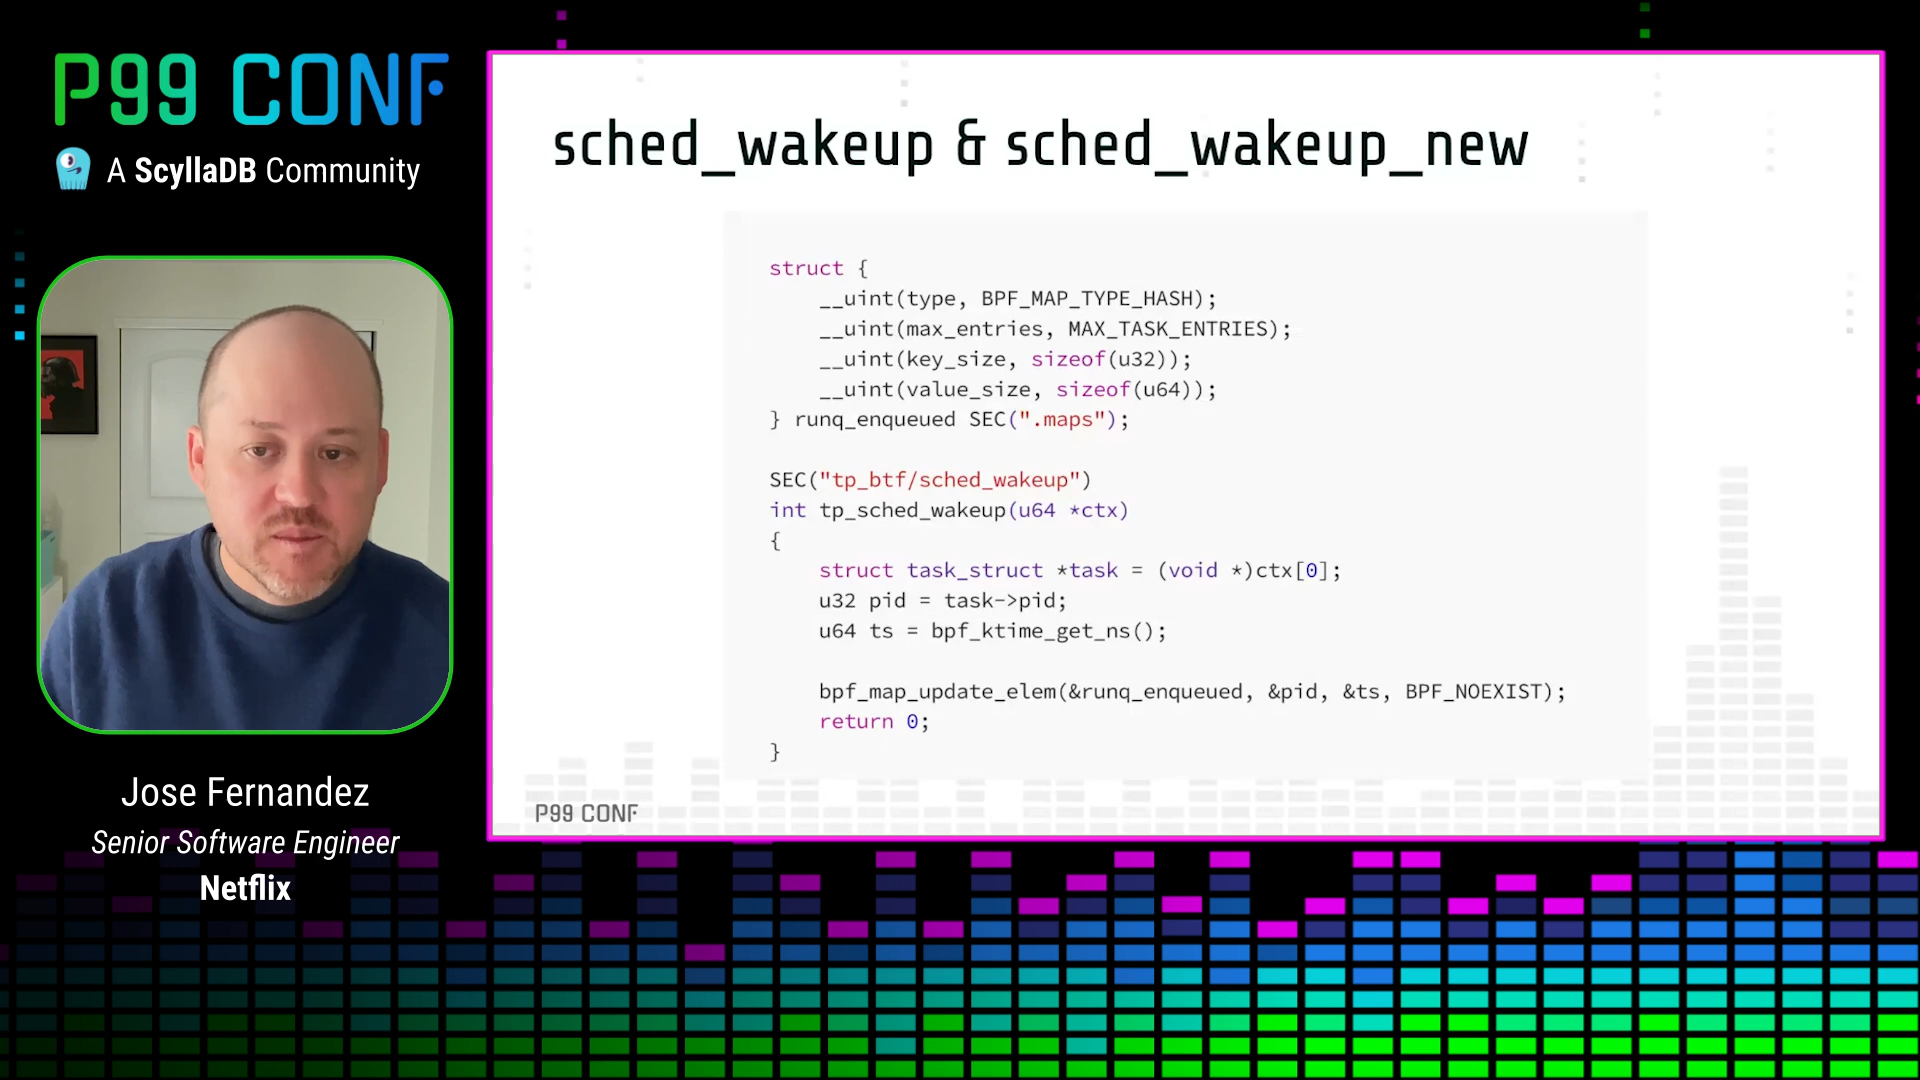 P99 CONF
A ScyllaDB Community
Jose Fernandez
Senior Software Engineer
Netflix
sched_wakeup & sched_wakeup_new
struct {
    __uint(type, BPF_MAP_TYPE_HASH);
    __uint(max_entries, MAX_TASK_ENTRIES);
    __uint(key_size, sizeof(u32));
    __uint(value_size, sizeof(u64));
} runq_enqueued SEC(".maps");
SEC("tp_btf/sched_wakeup")
int tp_sched_wakeup(u64 *ctx)
{
    struct task_struct *task = (void *)ctx[0];
    u32 pid = task->pid;
    u64 ts = bpf_ktime_get_ns();
    bpf_map_update_elem(&runq_enqueued, &pid, &ts, BPF_NOEXIST);
    return 0;
}
P99 CONF